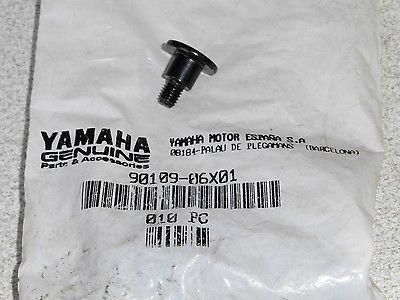 YAMAHA
GENUINE
Parts & Accessories
YAMAHA MOTOR ESPAÑA S.A
08184-PALAU DE PLEGAMANS (BARCELONA)
90109-06X01
010 PC